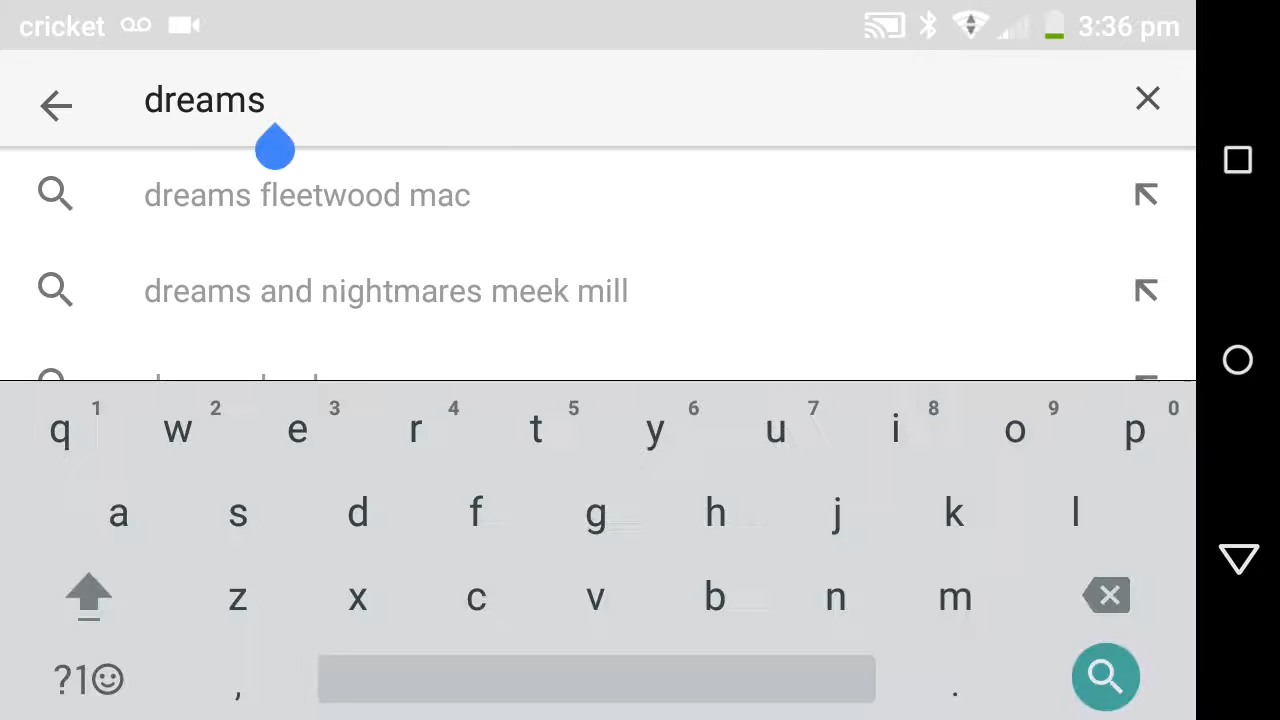 cricket 3:36 pm
dreams
dreams fleetwood mac
dreams and nightmares meek mill
q 1 w 2 e 3 r 4 t 5 y 6 u 7 i 8 o 9 p 0
a s d f g h j k l
z x c v b n m
?1☺ , .